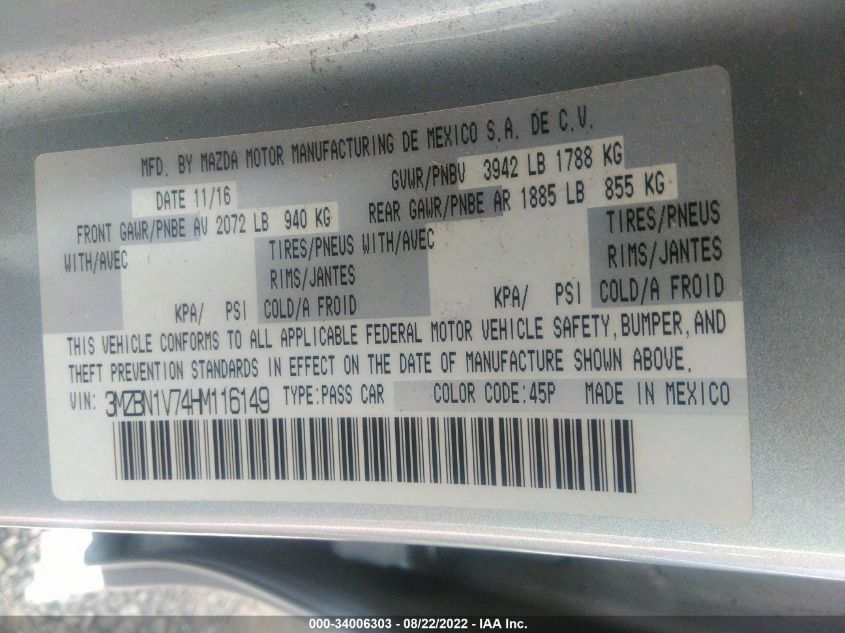 MFD. BY MAZDA MOTOR MANUFACTURING DE MEXICO S.A. DE C.V.
DATE 11/16 GVWR/PNBV 3942 LB 1788 KG
FRONT GAWR/PNBE AV 2072 LB 940 KG REAR GAWR/PNBE AR 1885 LB 855 KG
WITH/AVEC TIRES/PNEUS WITH/AVEC TIRES/PNEUS
RIMS/JANTES RIMS/JANTES
KPA/ PSI COLD/A FROID KPA/ PSI COLD/A FROID
THIS VEHICLE CONFORMS TO ALL APPLICABLE FEDERAL MOTOR VEHICLE SAFETY, BUMPER, AND
THEFT PREVENTION STANDARDS IN EFFECT ON THE DATE OF MANUFACTURE SHOWN ABOVE.
VIN: 3MZBN1V74HM116149 TYPE:PASS CAR COLOR CODE:45P MADE IN MEXICO
000-34006303 - 08/22/2022 - IAA Inc.